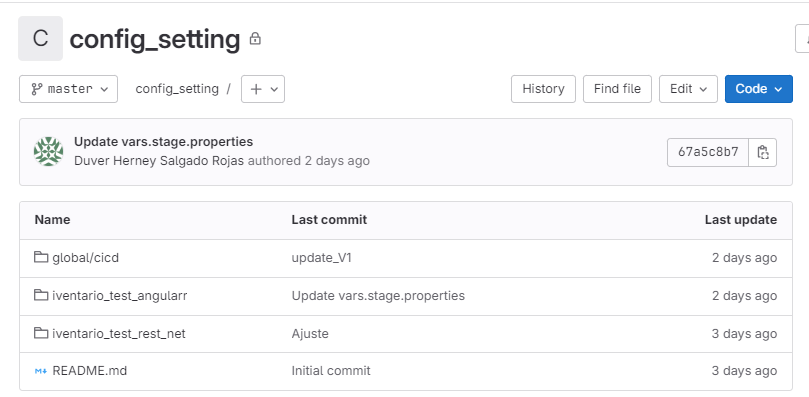 C config_setting
master config_setting / + History Find file Edit Code
Update vars.stage.properties
Duver Herney Salgado Rojas authored 2 days ago
67a5c8b7
Name Last commit Last update
global/cicd update_V1 2 days ago
iventario_test_angularr Update vars.stage.properties 2 days ago
iventario_test_rest_net Ajuste 3 days ago
README.md Initial commit 3 days ago